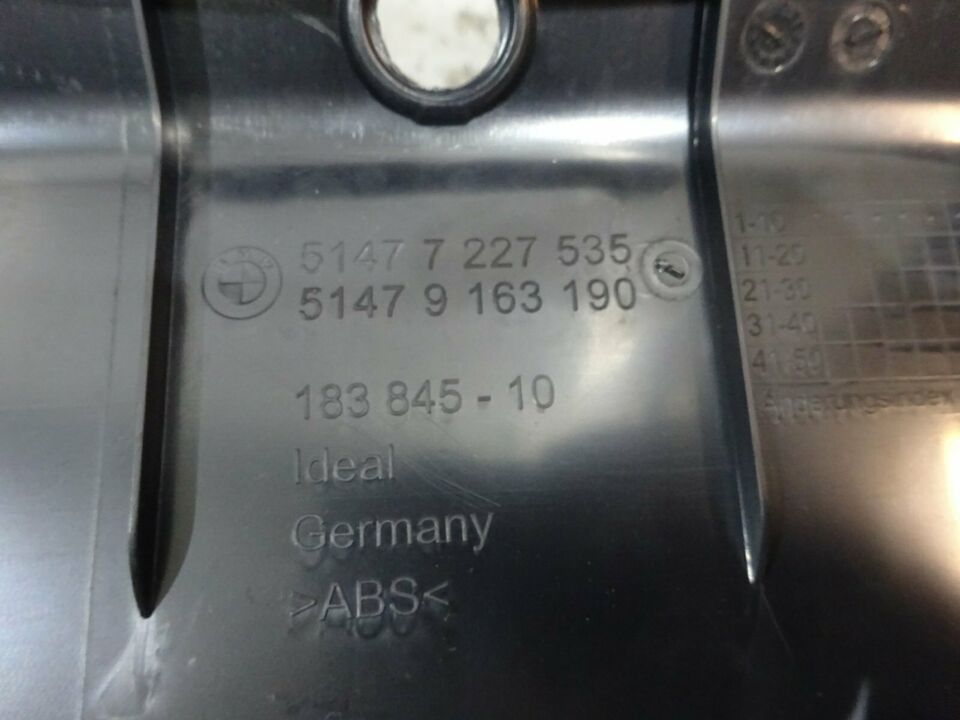 5147 7 227 535
5147 9 163 190
183 845 - 10
Ideal
Germany
>ABS<
1-10
11-20
21-30
31-40
41-50
Änderungsindex